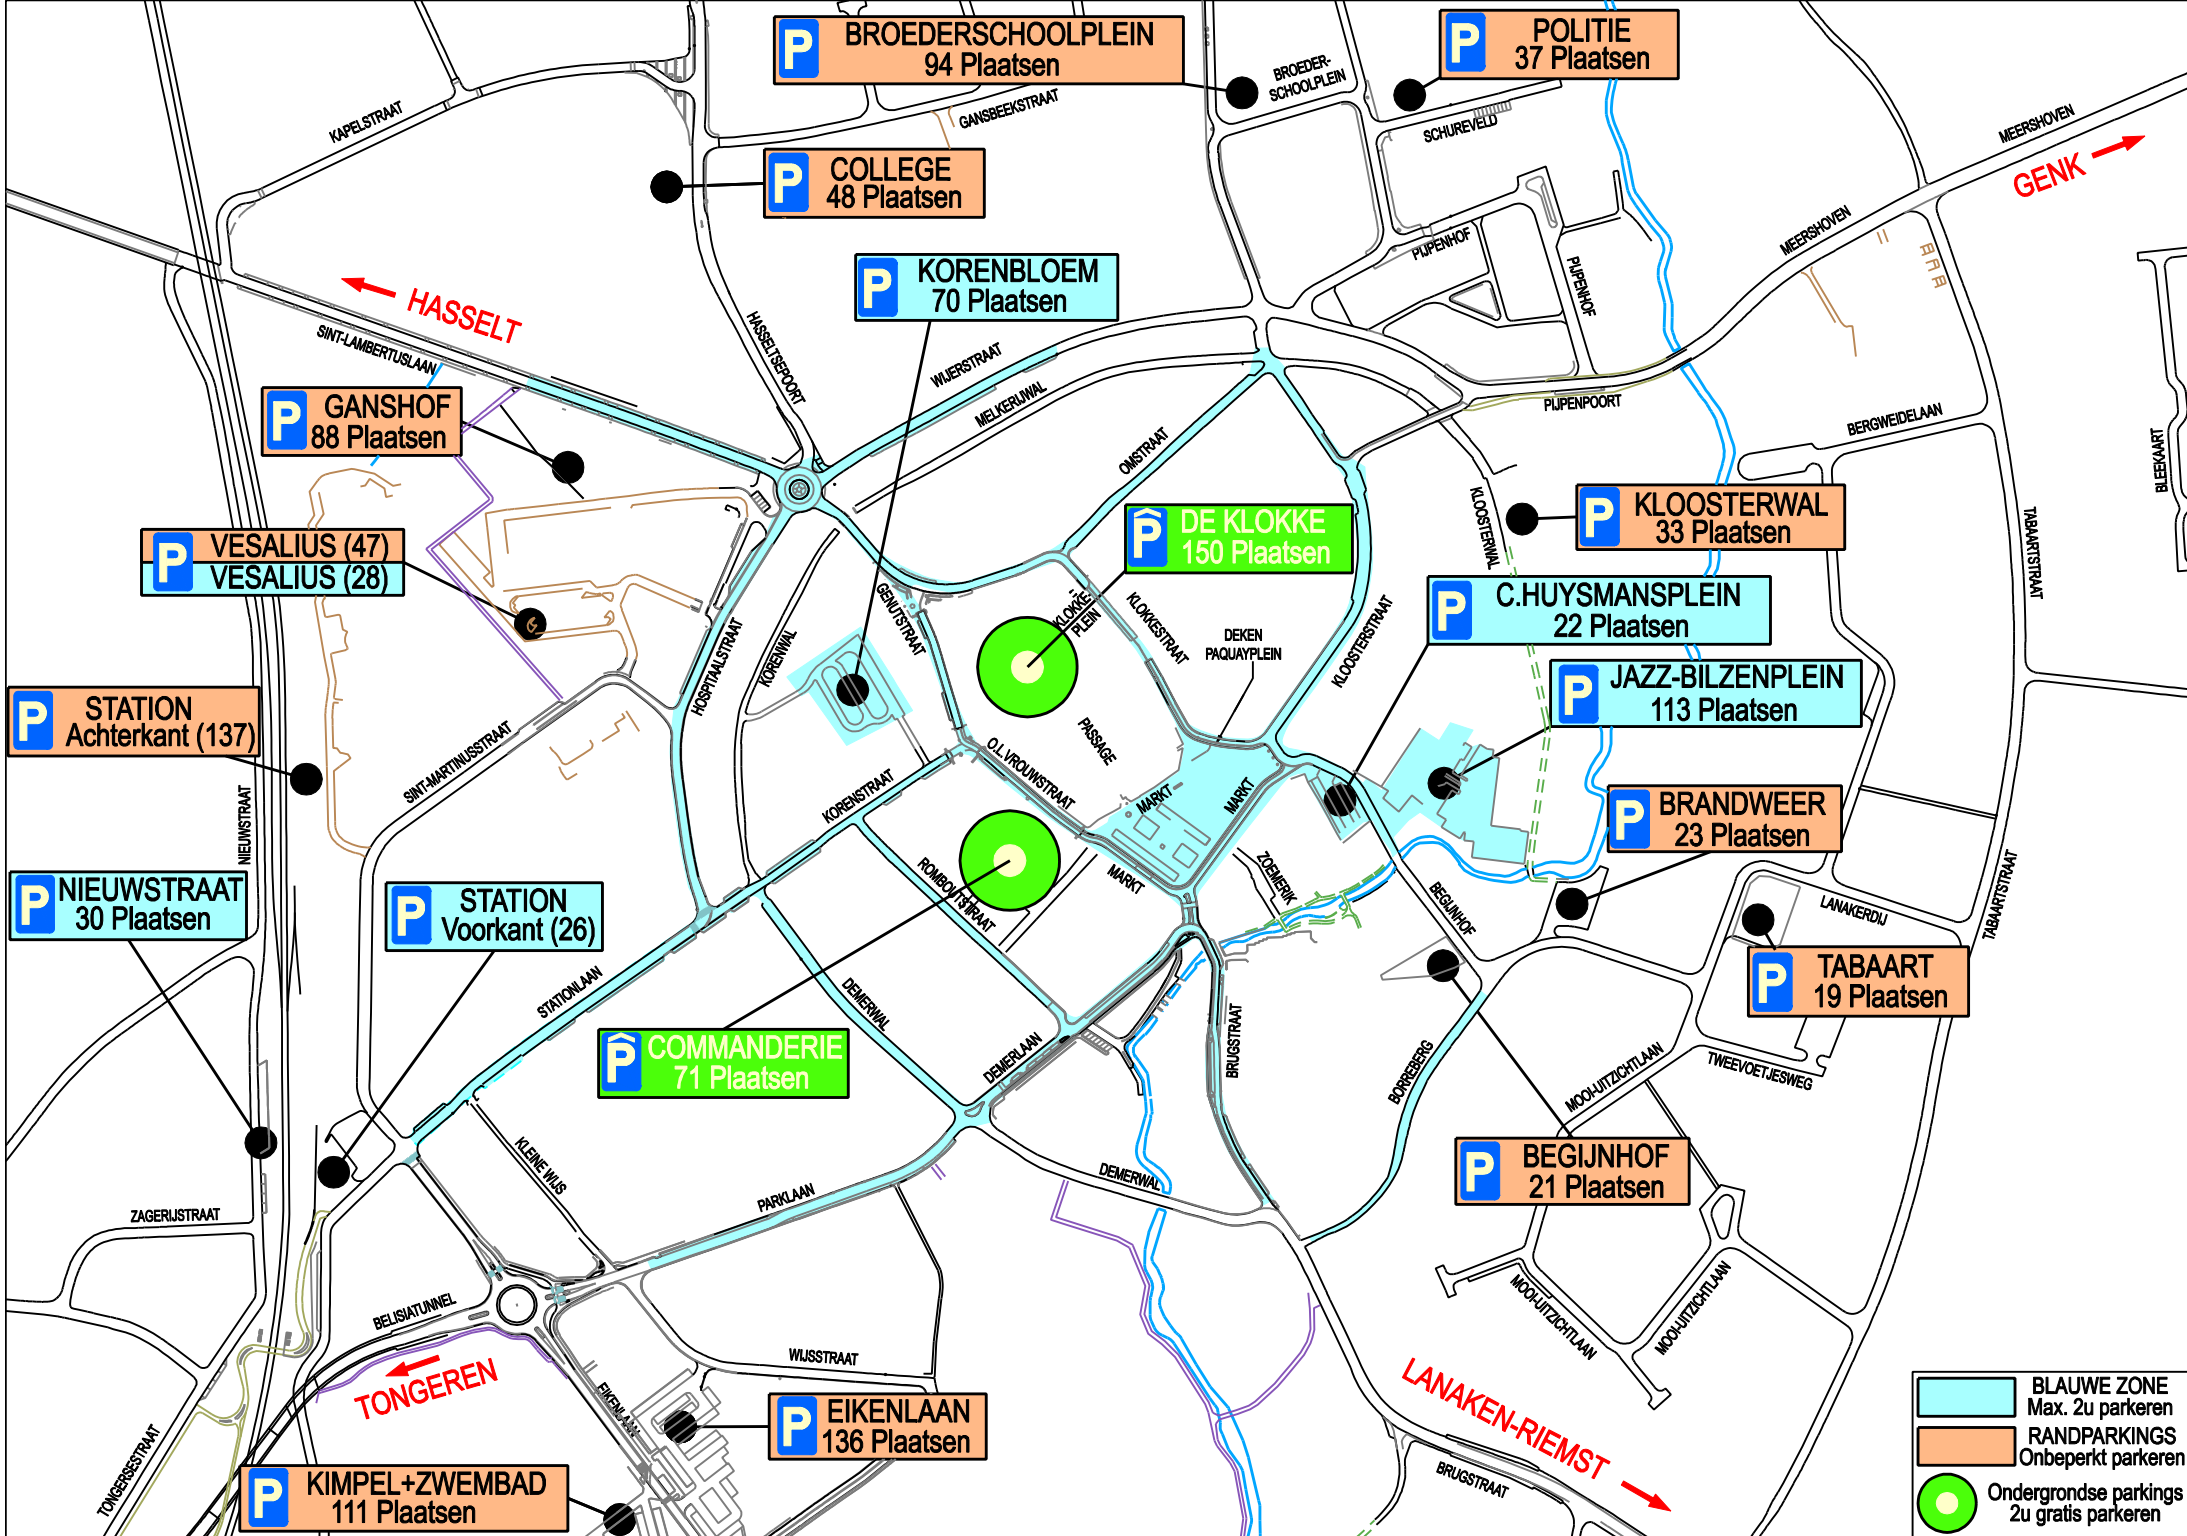 P BROEDERSCHOOLPLEIN
94 Plaatsen
P POLITIE
37 Plaatsen
BROEDER-
SCHOOLPLEIN
KAPELSTRAAT
GANSBEEKSTRAAT
SCHUREVELD
MEERSHOVEN
GENK
P COLLEGE
48 Plaatsen
MEERSHOVEN
PIJPENHOF
PIJPENHOF
P KORENBLOEM
70 Plaatsen
HASSELT
SINT-LAMBERTUSLAAN
HASSELTSEPOORT
WIJERSTRAAT
MELKERIJWAL
PIJPENPOORT
BERGWEIDELAAN
BLEEKAART
P GANSHOF
88 Plaatsen
OMSTRAAT
KLOOSTERWAL
P KLOOSTERWAL
33 Plaatsen
TABAARTSTRAAT
P DE KLOKKE
150 Plaatsen
P VESALIUS (47)
VESALIUS (28)
GENUTSTRAAT
KLOKKE-
PLEIN
KLOKKESTRAAT
DEKEN
PAQUAYPLEIN
KLOOSTERSTRAAT
P C.HUYSMANSPLEIN
22 Plaatsen
HOSPITAALSTRAAT
KORENWAL
P JAZZ-BILZENPLEIN
113 Plaatsen
P STATION
Achterkant (137)
SINT-MARTINUSSTRAAT
PASSAGE
O.L.VROUWSTRAAT
KORENSTRAAT
MARKT
MARKT
MARKT
NIEUWSTRAAT
P BRANDWEER
23 Plaatsen
ROMBOUTSTRAAT
ZOEMERIK
BEGIJNHOF
LANAKERDIJ
TABAARTSTRAAT
P NIEUWSTRAAT
30 Plaatsen
P STATION
Voorkant (26)
STATIONLAAN
DEMERWAL
P TABAART
19 Plaatsen
P COMMANDERIE
71 Plaatsen
DEMERLAAN
BRUGSTRAAT
BORREBERG
MOOI-UITZICHTLAAN
TWEEVOETJESWEG
KLEINE WIJS
PARKLAAN
DEMERWAL
P BEGIJNHOF
21 Plaatsen
ZAGERIJSTRAAT
BELISIATUNNEL
MOOI-UITZICHTLAAN
MOOI-UITZICHTLAAN
TONGEREN
WIJSSTRAAT
EIKENLAAN
LANAKEN-RIEMST
P EIKENLAAN
136 Plaatsen
TONGERSESTRAAT
P KIMPEL+ZWEMBAD
111 Plaatsen
BRUGSTRAAT
BLAUWE ZONE
Max. 2u parkeren
RANDPARKINGS
Onbeperkt parkeren
Ondergrondse parkings
2u gratis parkeren